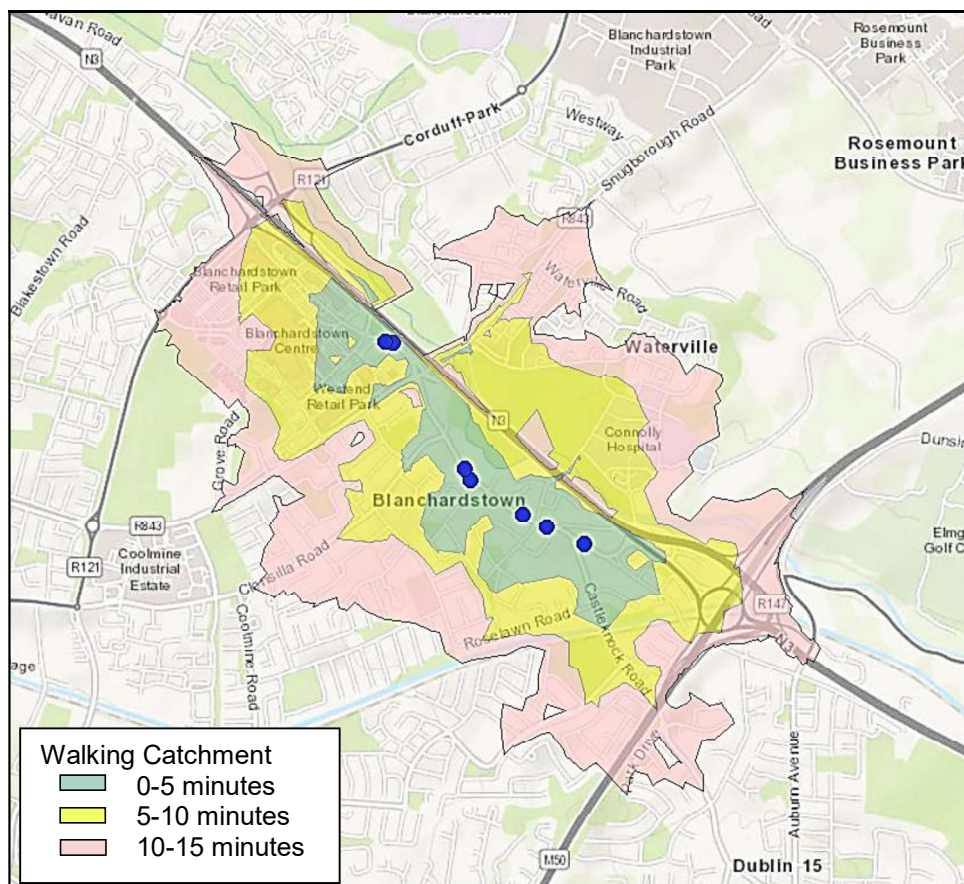 Navan Road
N3
Blanchardstown
Industrial
Park
Rosemount
Business
Park
Corduff Park
Westway
Snugborough Road
Rosemount
Business Park
R121
R843
Blakestown Road
Blanchardstown
Retail Park
Waterville Road
Blanchardstown
Centre
Waterville
Westend
Retail Park
N3
Connolly
Hospital
Grove Road
Blanchardstown
R843
Coolmine
Industrial
Estate
R121
Clonsilla Road
Coolmine Road
Roselawn Road
Castleknock Road
R147
N3
Park Drive
Auburn Avenue
M50
Dublin 15
Walking Catchment
0-5 minutes
5-10 minutes
10-15 minutes